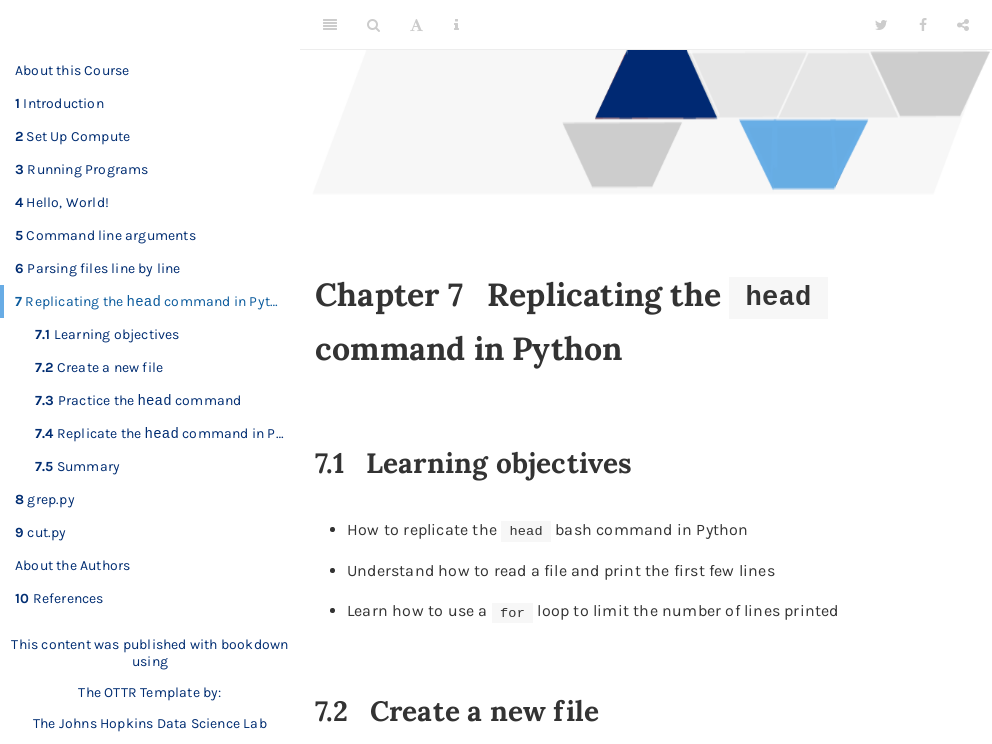 About this Course
1 Introduction
2 Set Up Compute
3 Running Programs
4 Hello, World!
5 Command line arguments
6 Parsing files line by line
7 Replicating the head command in Pyt…
7.1 Learning objectives
7.2 Create a new file
7.3 Practice the head command
7.4 Replicate the head command in P…
7.5 Summary
8 grep.py
9 cut.py
About the Authors
10 References
This content was published with bookdown
using
The OTTR Template by:
The Johns Hopkins Data Science Lab
Chapter 7 Replicating the head
command in Python
7.1 Learning objectives
• How to replicate the head bash command in Python
• Understand how to read a file and print the first few lines
• Learn how to use a for loop to limit the number of lines printed
7.2 Create a new file